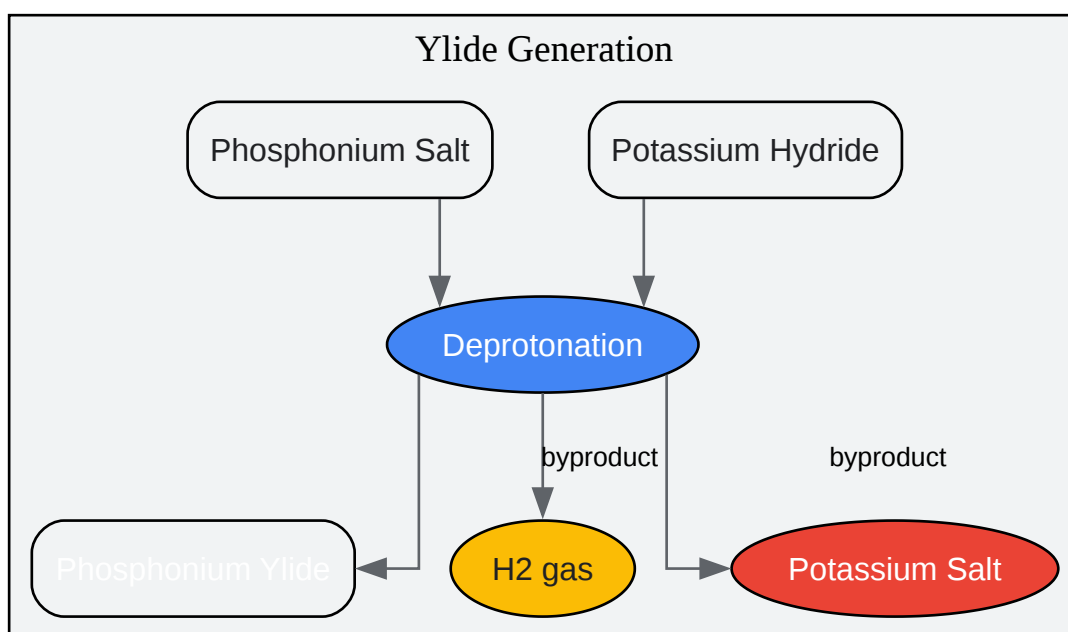 Ylide Generation
Phosphonium Salt
Potassium Hydride
Deprotonation
byproduct
byproduct
Phosphonium Ylide
H2 gas
Potassium Salt